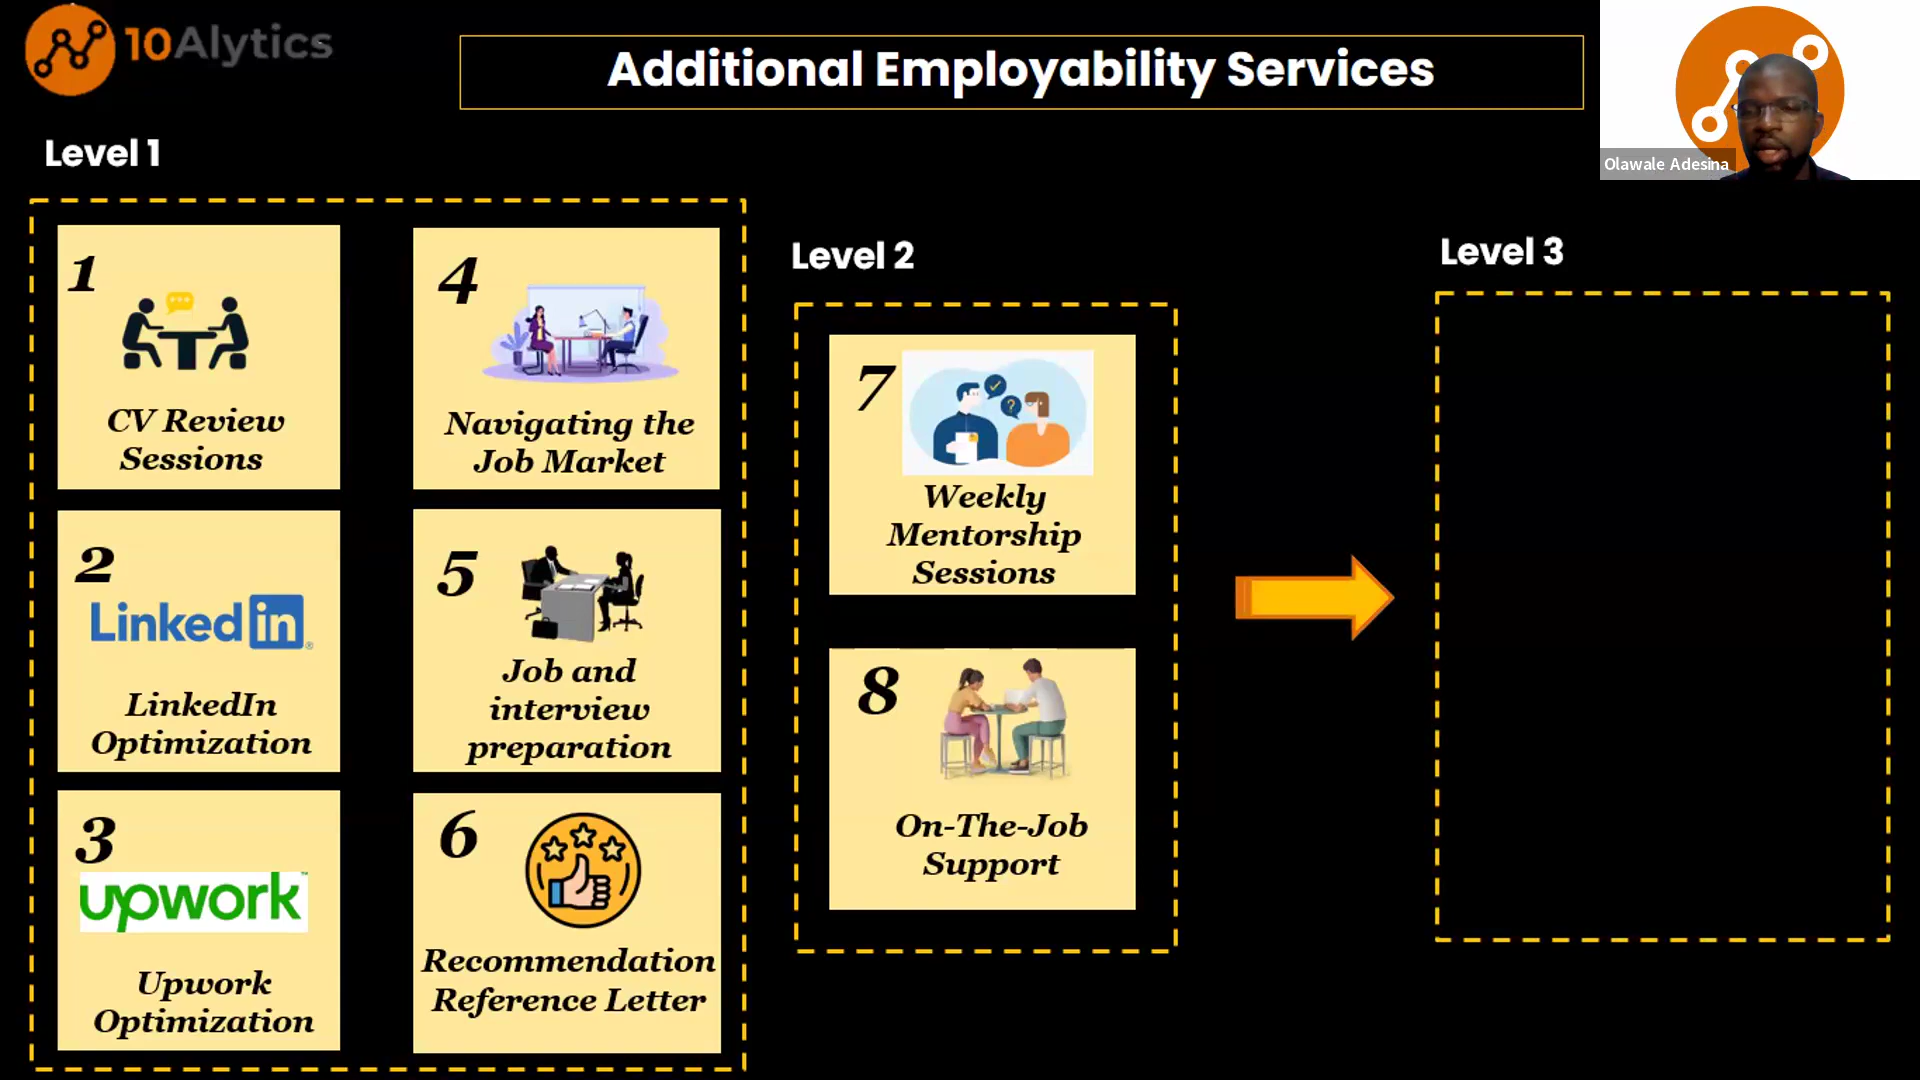 10Alytics
Additional Employability Services
Olawale Adesina
Level 1
1
CV Review
Sessions
2
LinkedIn
LinkedIn
Optimization
3
upwork
Upwork
Optimization
4
Navigating the
Job Market
5
Job and
interview
preparation
6
Recommendation
Reference Letter
Level 2
7
Weekly
Mentorship
Sessions
8
On-The-Job
Support
Level 3